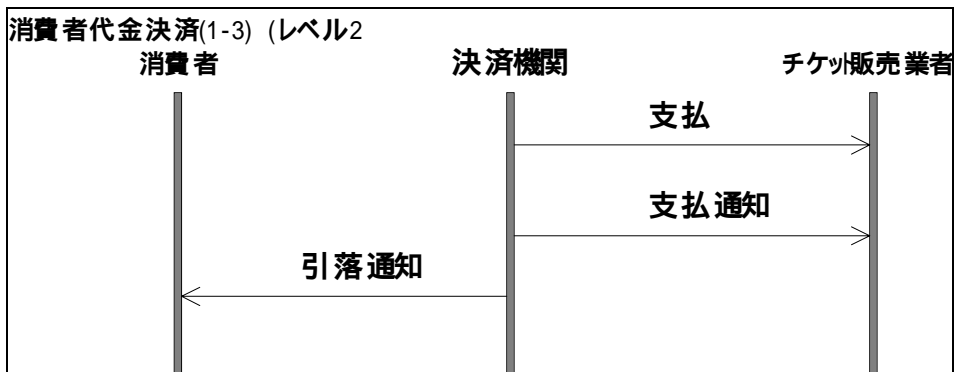 消費者代金決済(1-3) (レベル2
消費者 決済機関 チケット販売業者
支払
支払通知
引落通知